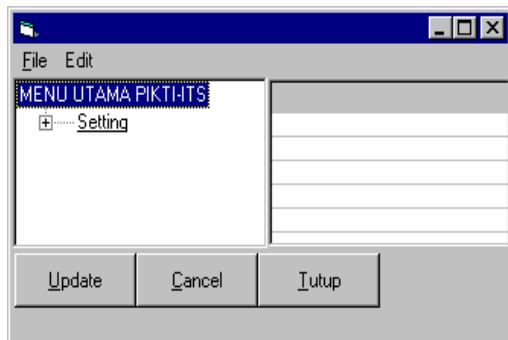 File Edit
MENU UTAMA PIKTI-ITS
Setting
Update Cancel Tutup